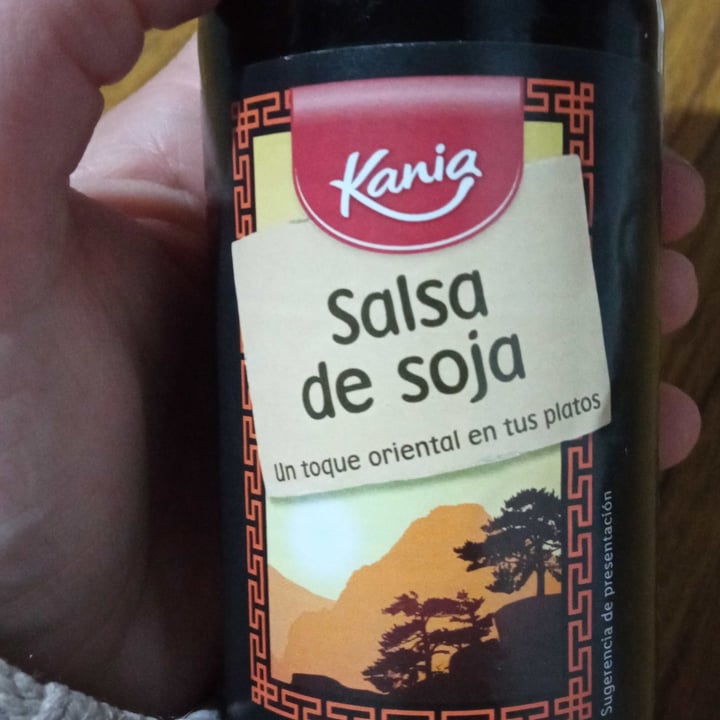 Kania
Salsa
de soja
Un toque oriental en tus platos
Sugerencia de presentación